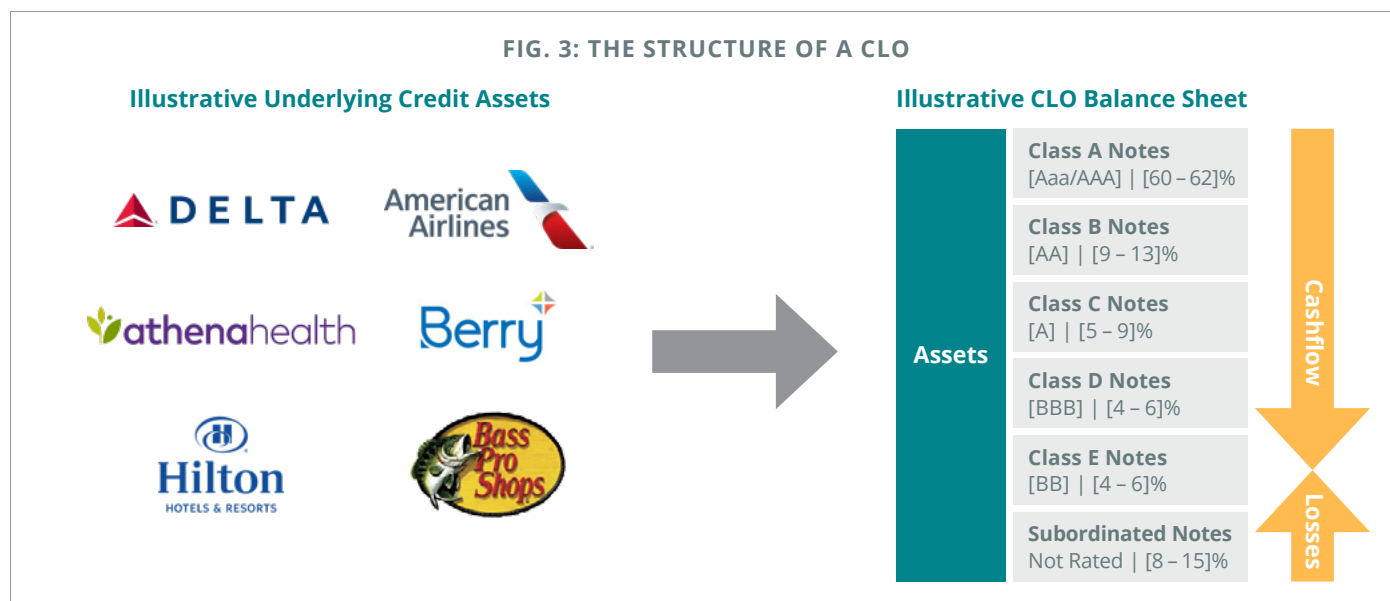 FIG. 3: THE STRUCTURE OF A CLO
Illustrative Underlying Credit Assets
DELTA
American
Airlines
athenahealth
Berry
Hilton
HOTELS & RESORTS
Bass
Pro
Shops
Illustrative CLO Balance Sheet
Assets
Class A Notes
[Aaa/AAA] | [60 – 62]%
Class B Notes
[AA] | [9 – 13]%
Class C Notes
[A] | [5 – 9]%
Class D Notes
[BBB] | [4 – 6]%
Class E Notes
[BB] | [4 – 6]%
Subordinated Notes
Not Rated | [8 – 15]%
Cashflow
Losses